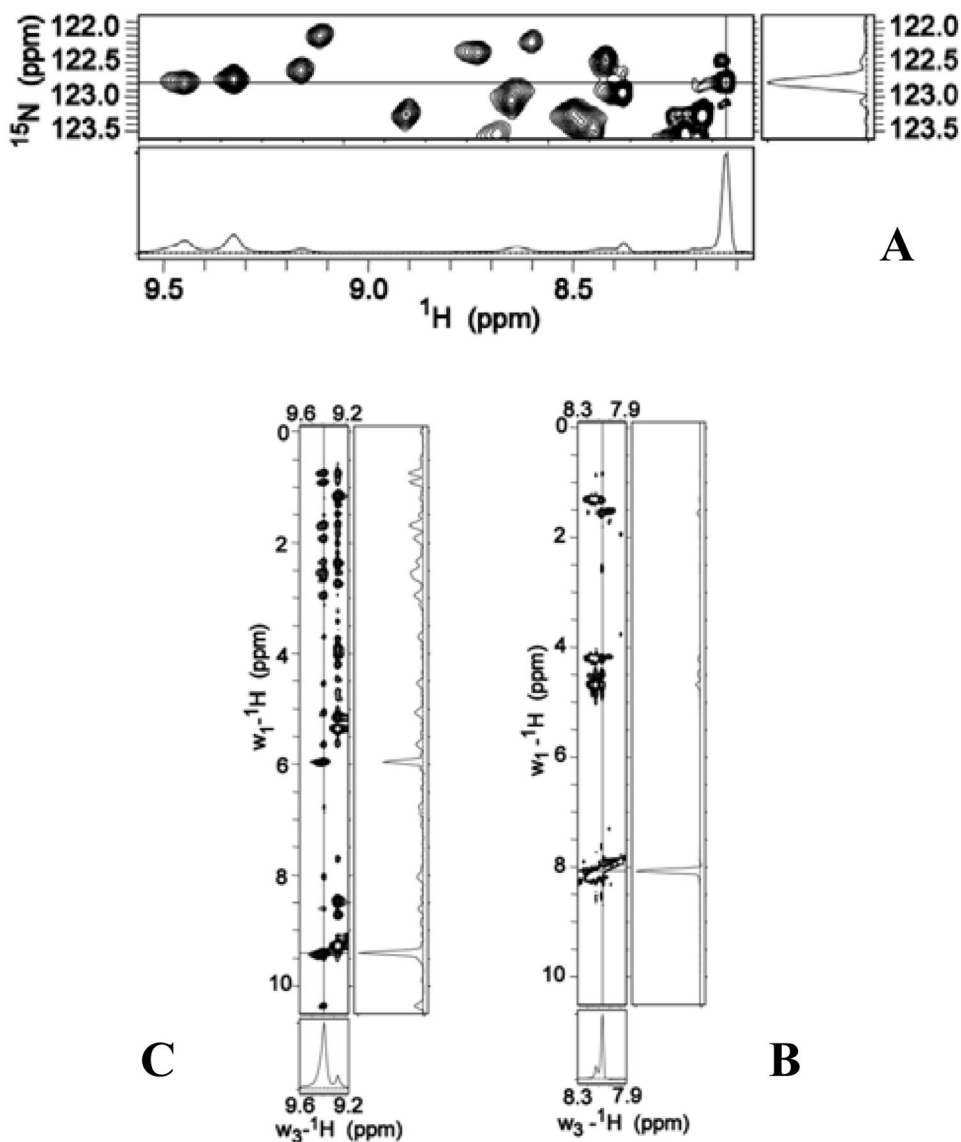 122.0 122.0
122.5 122.5
123.0 123.0
123.5 123.5
15N (ppm)
A
9.5 9.0 8.5
1H (ppm)
9.6 9.2
0
2
4
6
8
10
w1-1H (ppm)
9.6 9.2
w3-1H (ppm)
C
8.3 7.9
0
2
4
6
8
10
w1-1H (ppm)
8.3 7.9
w3-1H (ppm)
B